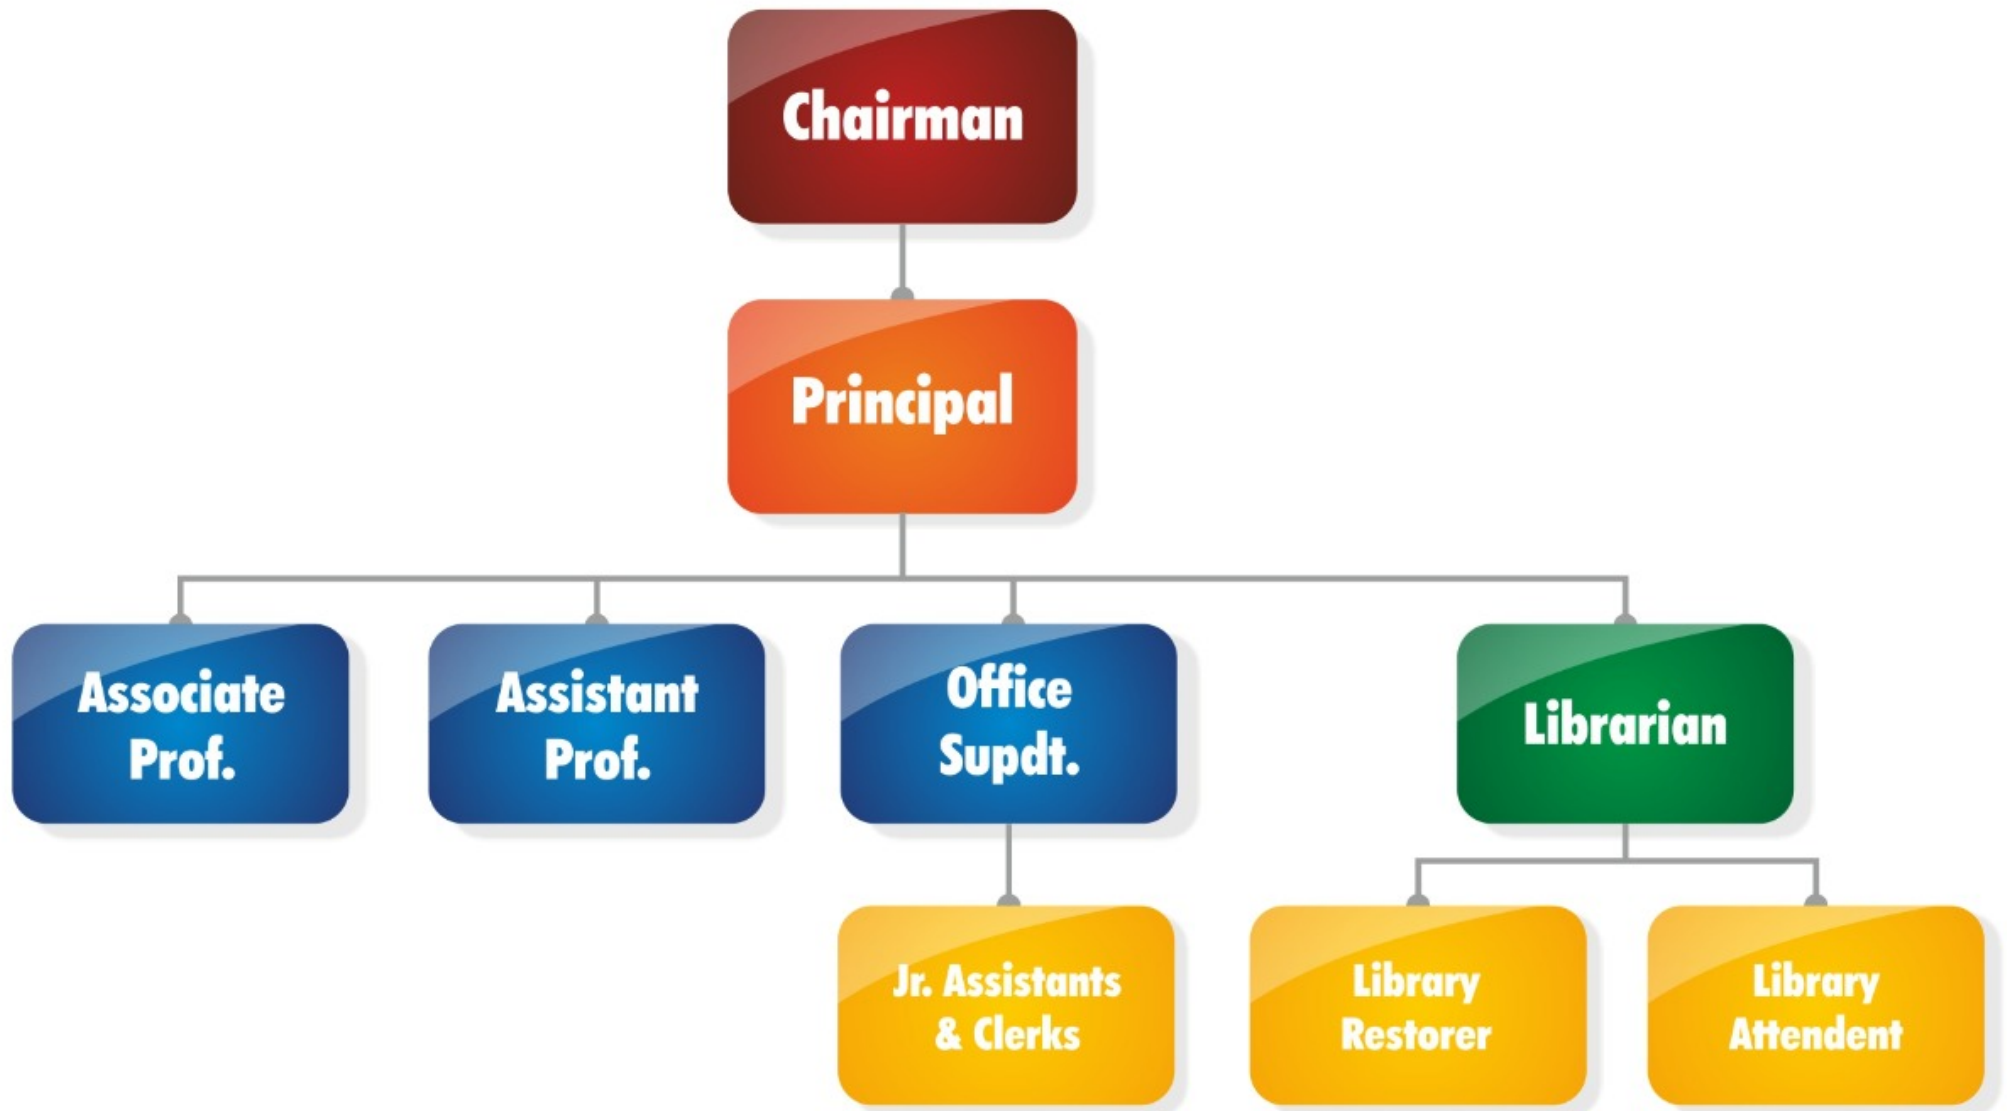 Chairman
Principal
Associate
Prof.
Assistant
Prof.
Office
Supdt.
Librarian
Jr. Assistants
& Clerks
Library
Restorer
Library
Attendent